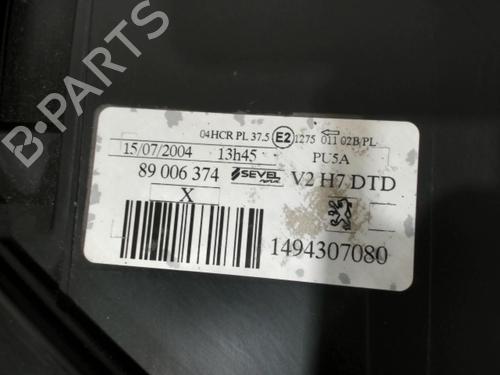 04HCR PL 37.5 E2 1275 011 02B/PL
15/07/2004 13h45 PU5A
89 006 374 SEVEL V2 H7 DTD
X
1494307080
B-PARTS